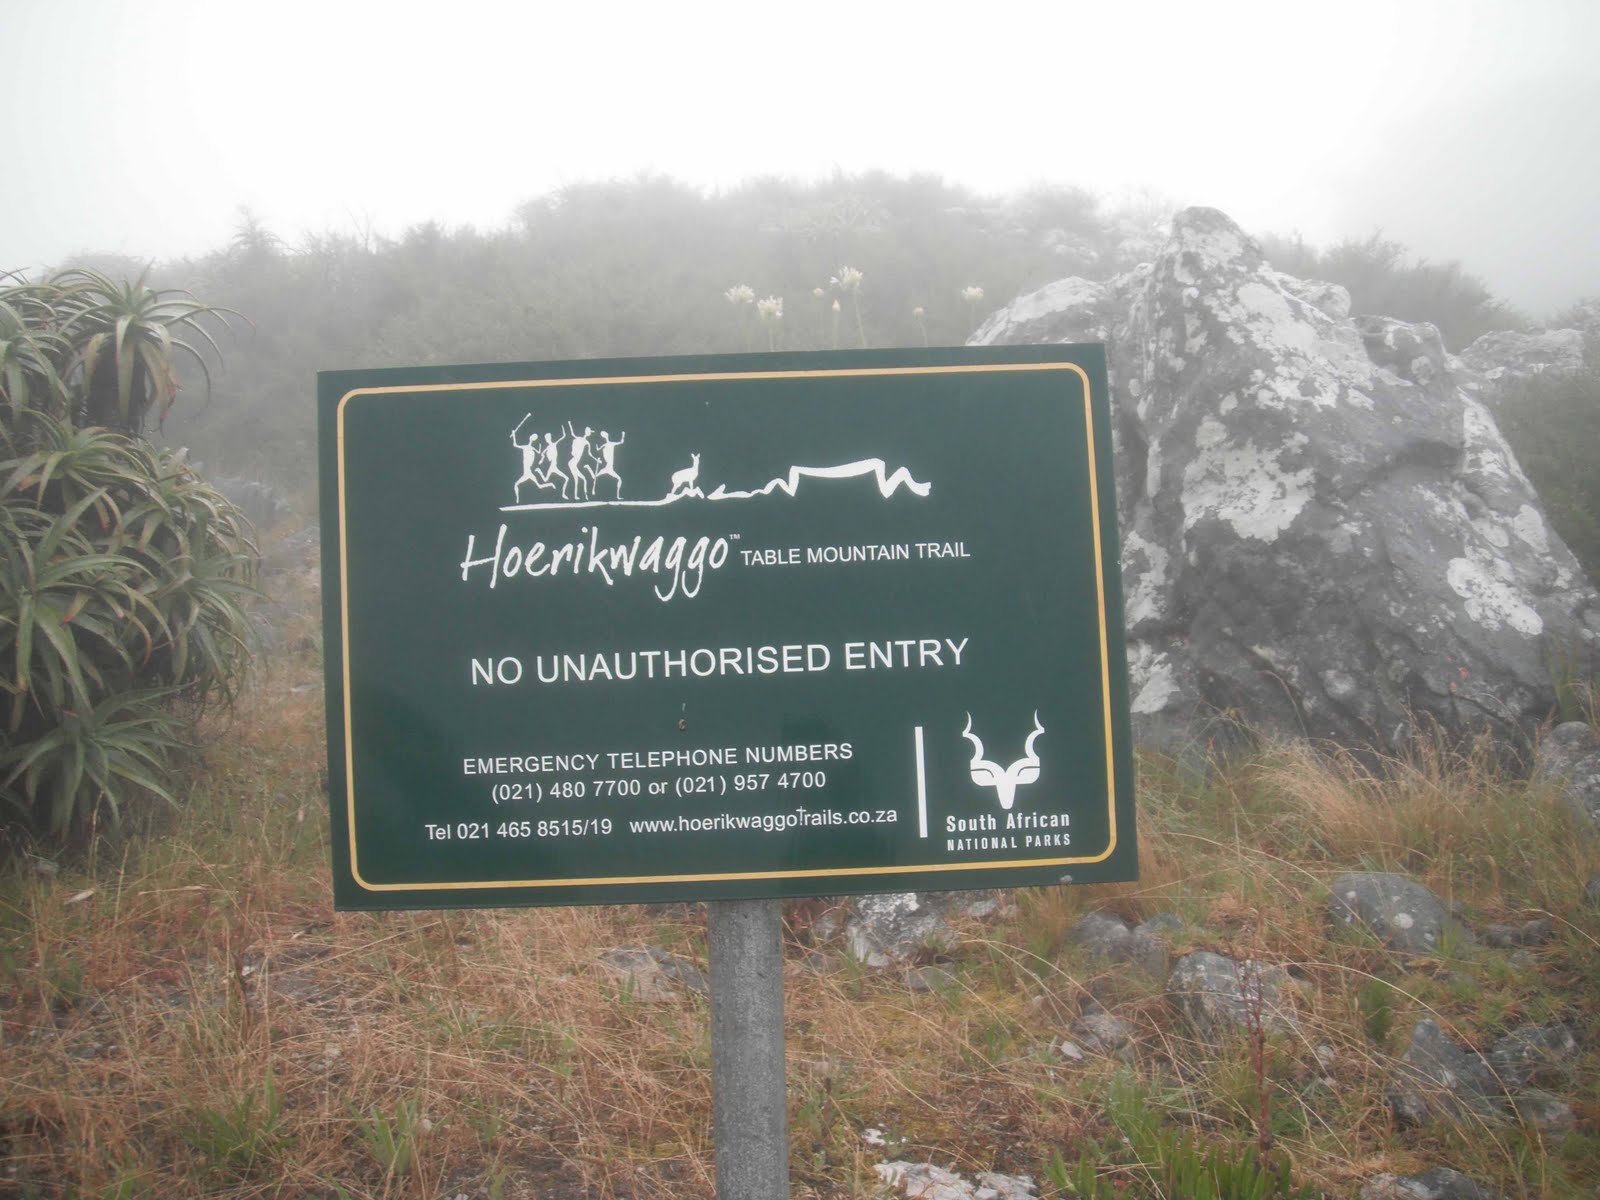 Hoerikwaggo™ TABLE MOUNTAIN TRAIL
NO UNAUTHORISED ENTRY
EMERGENCY TELEPHONE NUMBERS
(021) 480 7700 or (021) 957 4700
Tel 021 465 8515/19 www.hoerikwaggoTrails.co.za
South African
NATIONAL PARKS